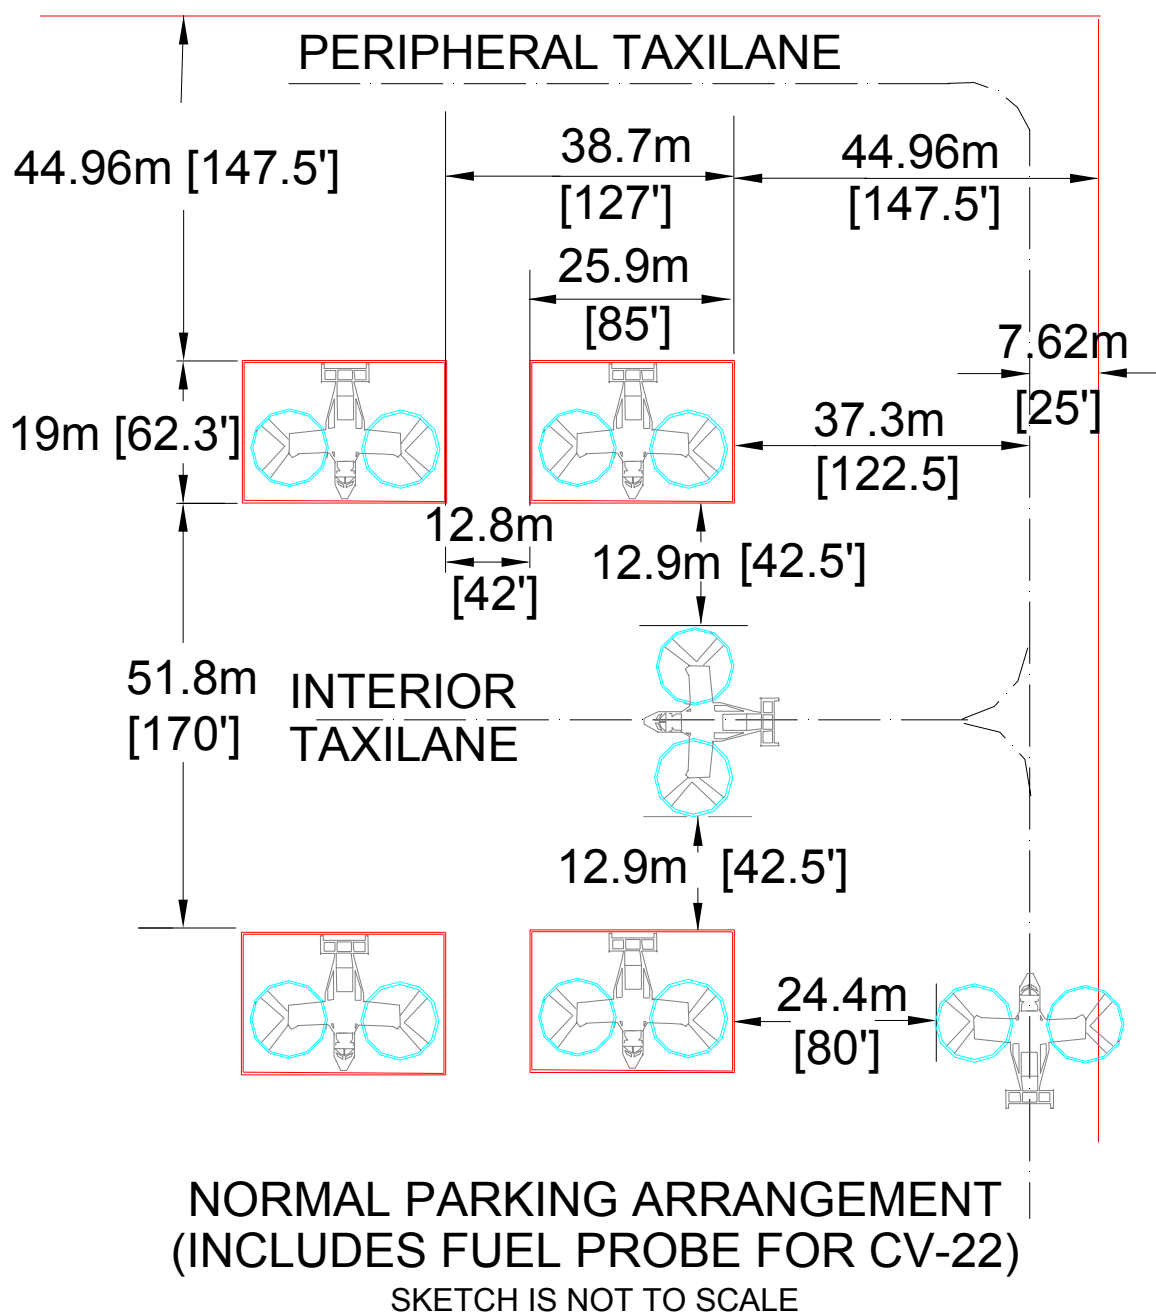 PERIPHERAL TAXILANE
44.96m [147.5']
38.7m
[127']
44.96m
[147.5']
25.9m
[85']
7.62m
[25']
19m [62.3']
37.3m
[122.5]
12.8m
[42']
12.9m [42.5']
51.8m
[170']
INTERIOR
TAXILANE
12.9m [42.5']
24.4m
[80']
NORMAL PARKING ARRANGEMENT
(INCLUDES FUEL PROBE FOR CV-22)
SKETCH IS NOT TO SCALE